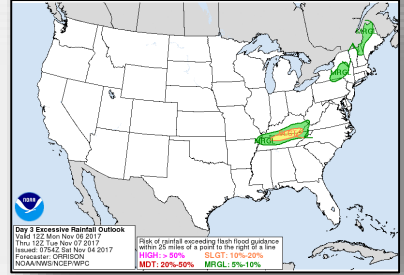 MRGL
MRGL
MRGL
SLGT
noaa
Day 3 Excessive Rainfall Outlook
Valid 12Z Mon Nov 06 2017
Thru 12Z Tue Nov 07 2017
Issued: 0754Z Sat Nov 04 2017
Forecaster: ORRISON
NOAA/NWS/NCEP/WPC
Risk of rainfall exceeding flash flood guidance
within 25 miles of a point to the right of a line
HIGH: > 50% SLGT: 10%-20%
MDT: 20%-50% MRGL: 5%-10%